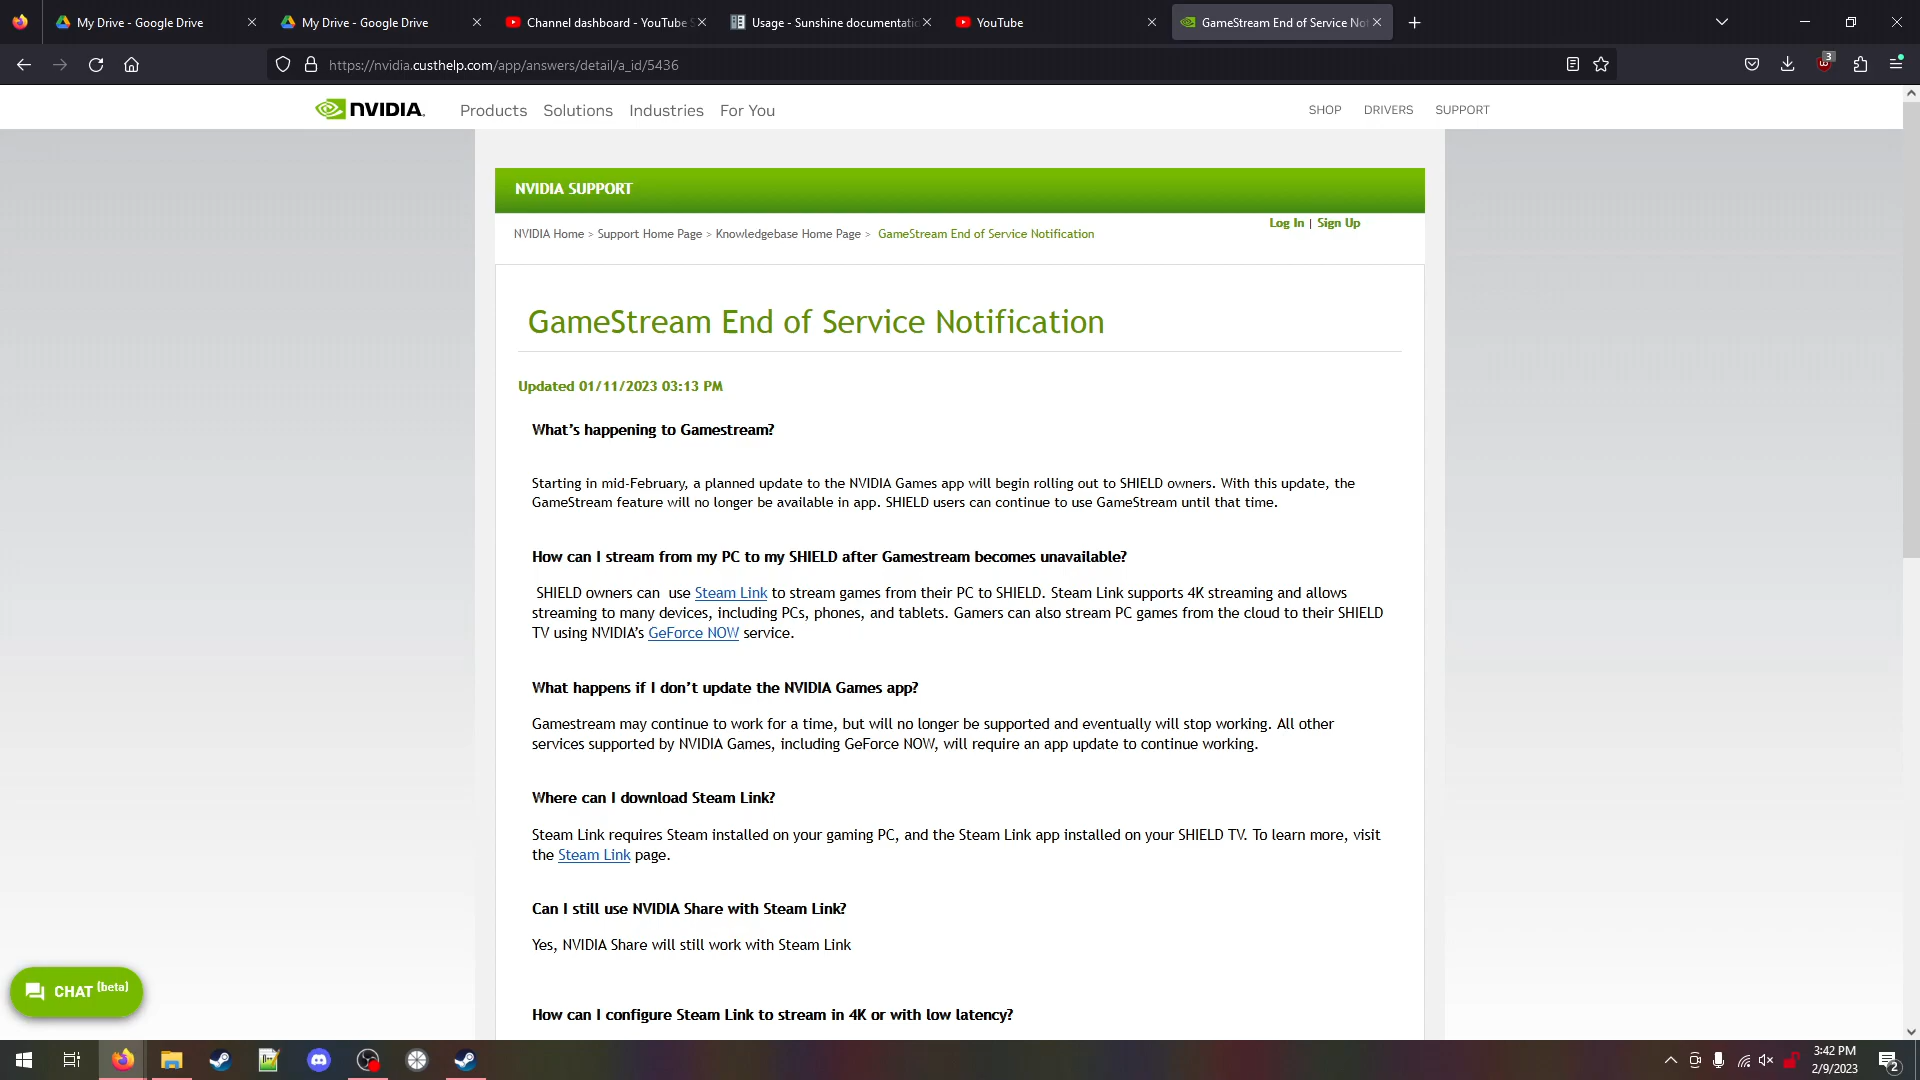 My Drive - Google Drive
My Drive - Google Drive
Channel dashboard - YouTube S
Usage - Sunshine documentatio
YouTube
GameStream End of Service Not
https://nvidia.custhelp.com/app/answers/detail/a_id/5436
3
NVIDIA.
Products
Solutions
Industries
For You
SHOP
DRIVERS
SUPPORT
NVIDIA SUPPORT
Log In | Sign Up
NVIDIA Home > Support Home Page > Knowledgebase Home Page > GameStream End of Service Notification
GameStream End of Service Notification
Updated 01/11/2023 03:13 PM
What's happening to Gamestream?
Starting in mid-February, a planned update to the NVIDIA Games app will begin rolling out to SHIELD owners. With this update, the
GameStream feature will no longer be available in app. SHIELD users can continue to use GameStream until that time.
How can I stream from my PC to my SHIELD after Gamestream becomes unavailable?
SHIELD owners can use Steam Link to stream games from their PC to SHIELD. Steam Link supports 4K streaming and allows
streaming to many devices, including PCs, phones, and tablets. Gamers can also stream PC games from the cloud to their SHIELD
TV using NVIDIA's GeForce NOW service.
What happens if I don't update the NVIDIA Games app?
Gamestream may continue to work for a time, but will no longer be supported and eventually will stop working. All other
services supported by NVIDIA Games, including GeForce NOW, will require an app update to continue working.
Where can I download Steam Link?
Steam Link requires Steam installed on your gaming PC, and the Steam Link app installed on your SHIELD TV. To learn more, visit
the Steam Link page.
Can I still use NVIDIA Share with Steam Link?
Yes, NVIDIA Share will still work with Steam Link
How can I configure Steam Link to stream in 4K or with low latency?
CHAT (beta)
3:42 PM
2/9/2023
2